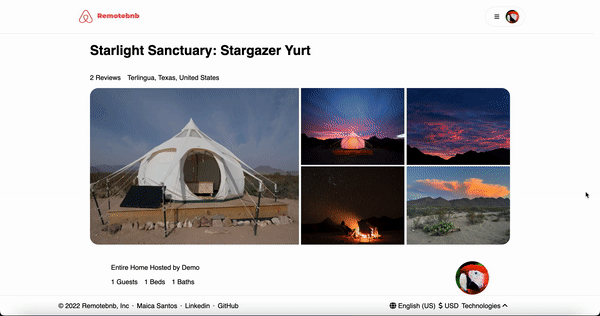 Remotebnb
Starlight Sanctuary: Stargazer Yurt
2 Reviews Terlingua, Texas, United States
Entire Home Hosted by Demo
1 Guests 1 Beds 1 Baths
© 2022 Remotebnb, Inc · Maica Santos · Linkedin · GitHub
English (US) $ USD Technologies